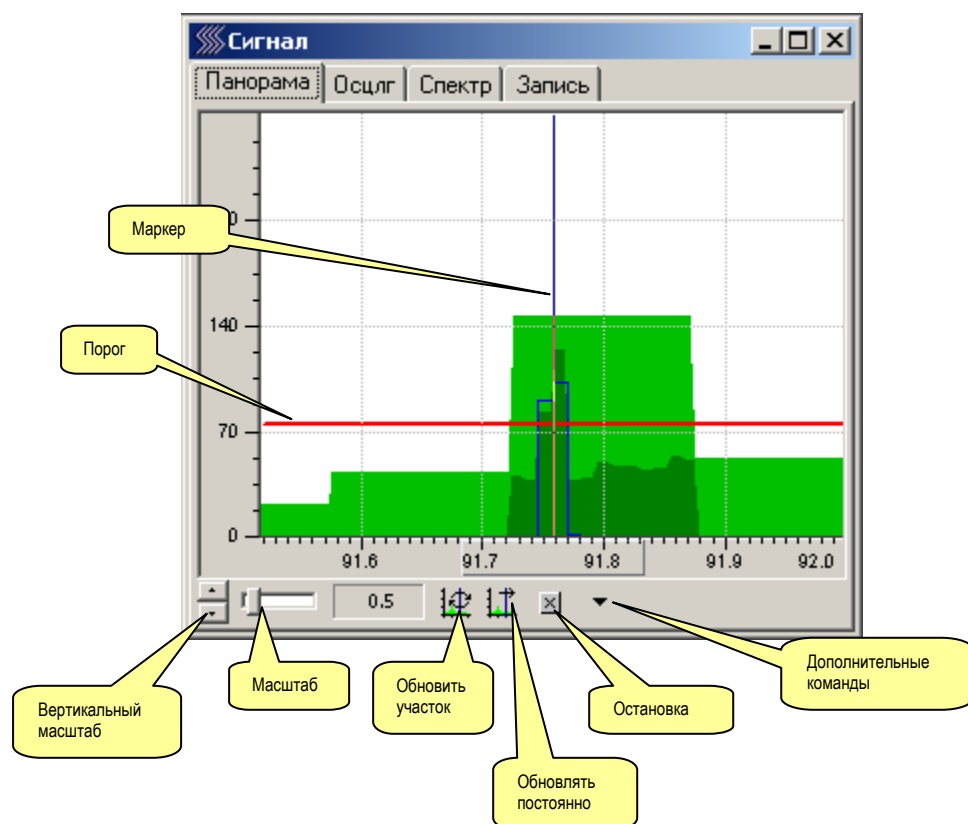 Сигнал
Панорама Осцлг Спектр Запись
Маркер
140
Порог
70
0
91.6 91.7 91.8 91.9 92.0
0.5
Вертикальный
масштаб
Масштаб
Обновить
участок
Обновлять
постоянно
Остановка
Дополнительные
команды